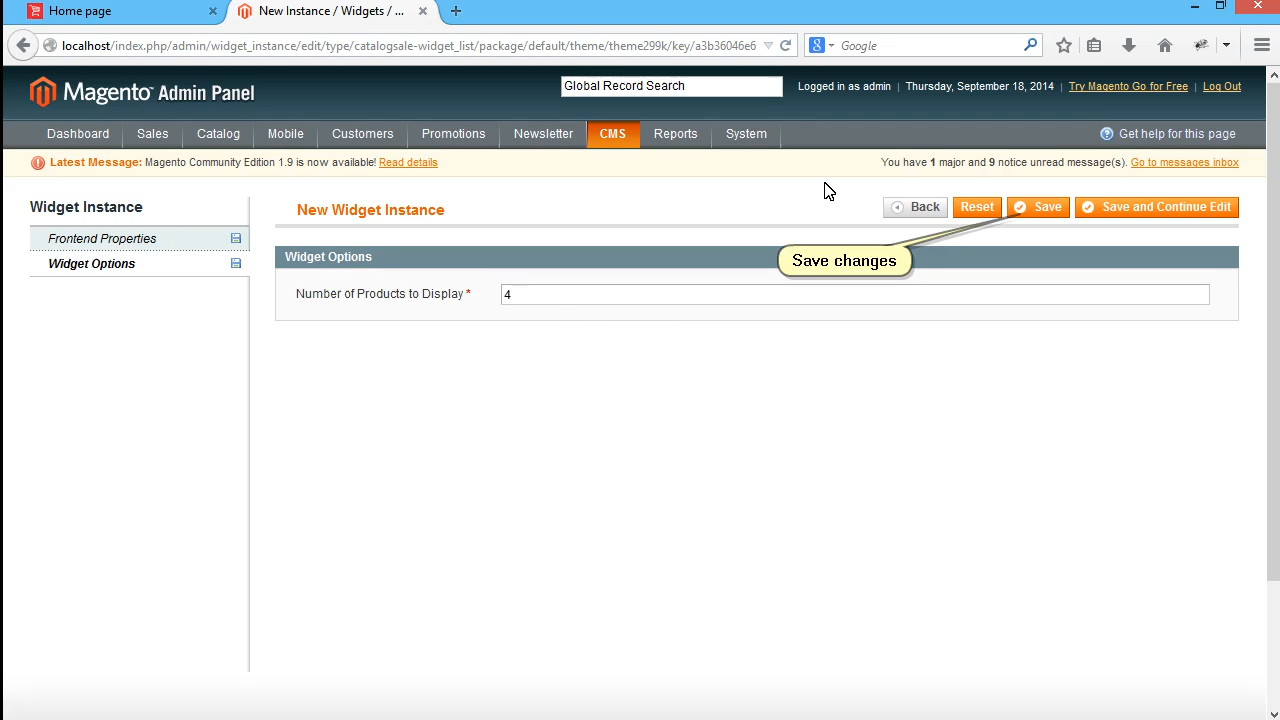 Home page
New Instance / Widgets / ...
localhost/index.php/admin/widget_instance/edit/type/catalogsale-widget_list/package/default/theme/theme299k/key/a3b36046e6
Google
Magento Admin Panel
Global Record Search
Logged in as admin | Thursday, September 18, 2014 | Try Magento Go for Free | Log Out
Dashboard Sales Catalog Mobile Customers Promotions Newsletter CMS Reports System
Get help for this page
Latest Message: Magento Community Edition 1.9 is now available! Read details
You have 1 major and 9 notice unread message(s). Go to messages inbox
Widget Instance
Frontend Properties
Widget Options
New Widget Instance
Back Reset Save Save and Continue Edit
Widget Options
Save changes
Number of Products to Display * 4